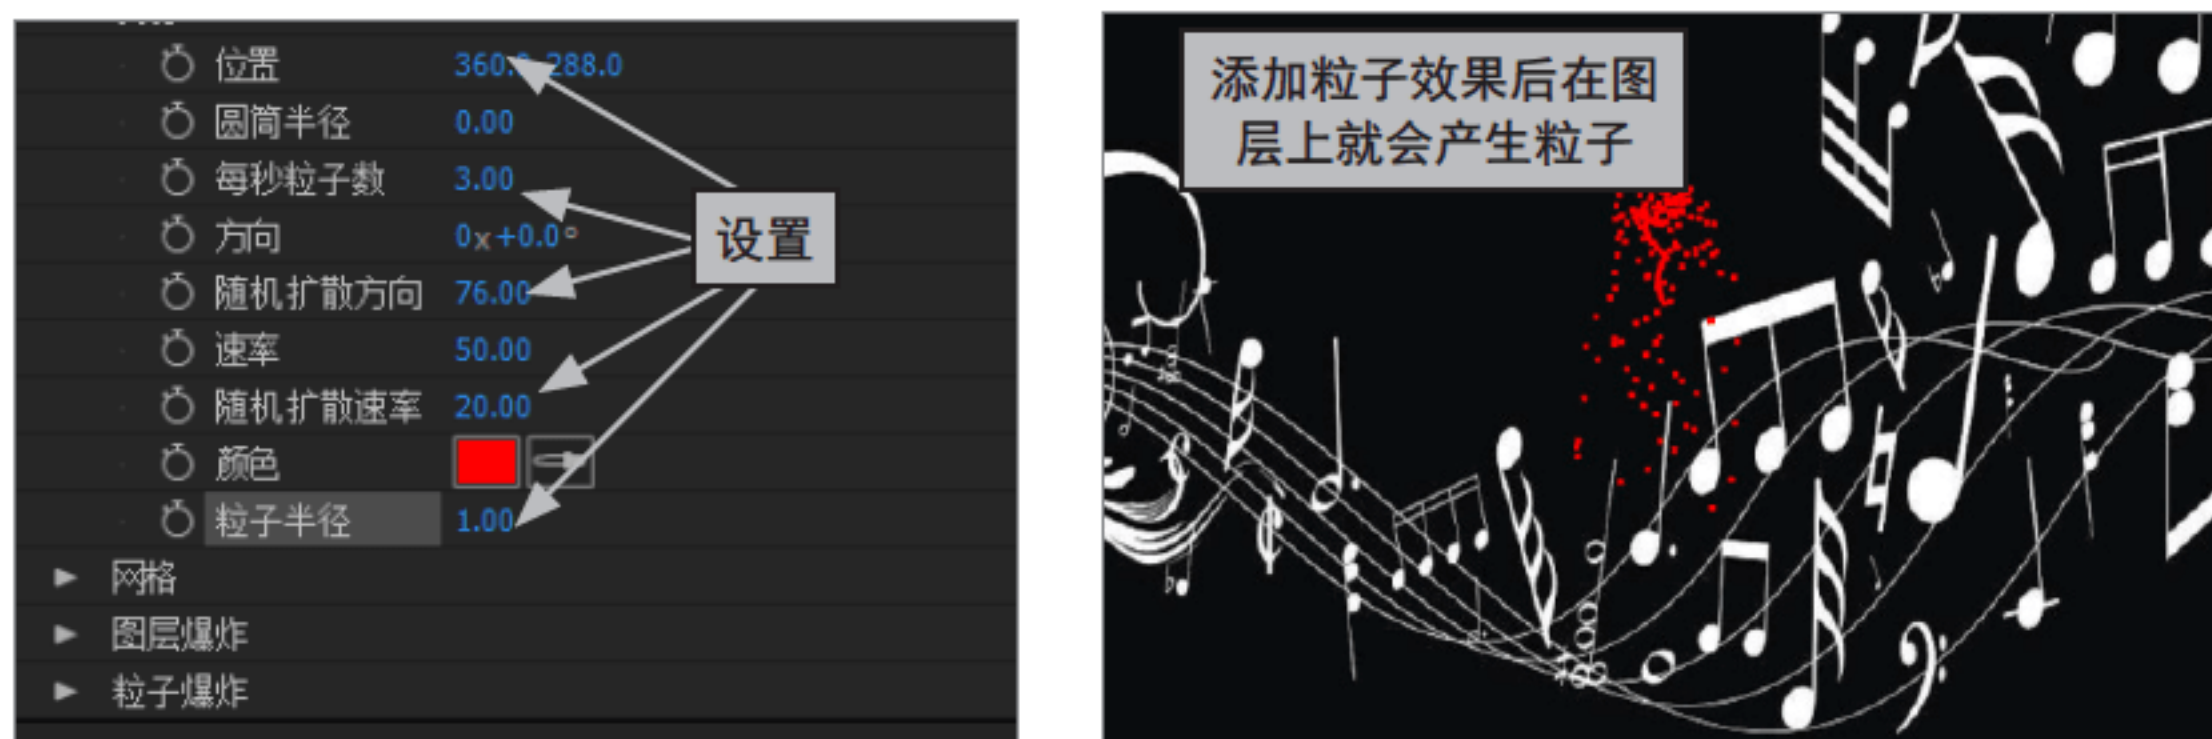 位置 360.0 288.0
圆筒半径 0.00
每秒粒子数 3.00
方向 0x+0.0°
随机扩散方向 76.00
速率 50.00
随机扩散速率 20.00
颜色
粒子半径 1.00
网格
图层爆炸
粒子爆炸
设置
添加粒子效果后在图
层上就会产生粒子